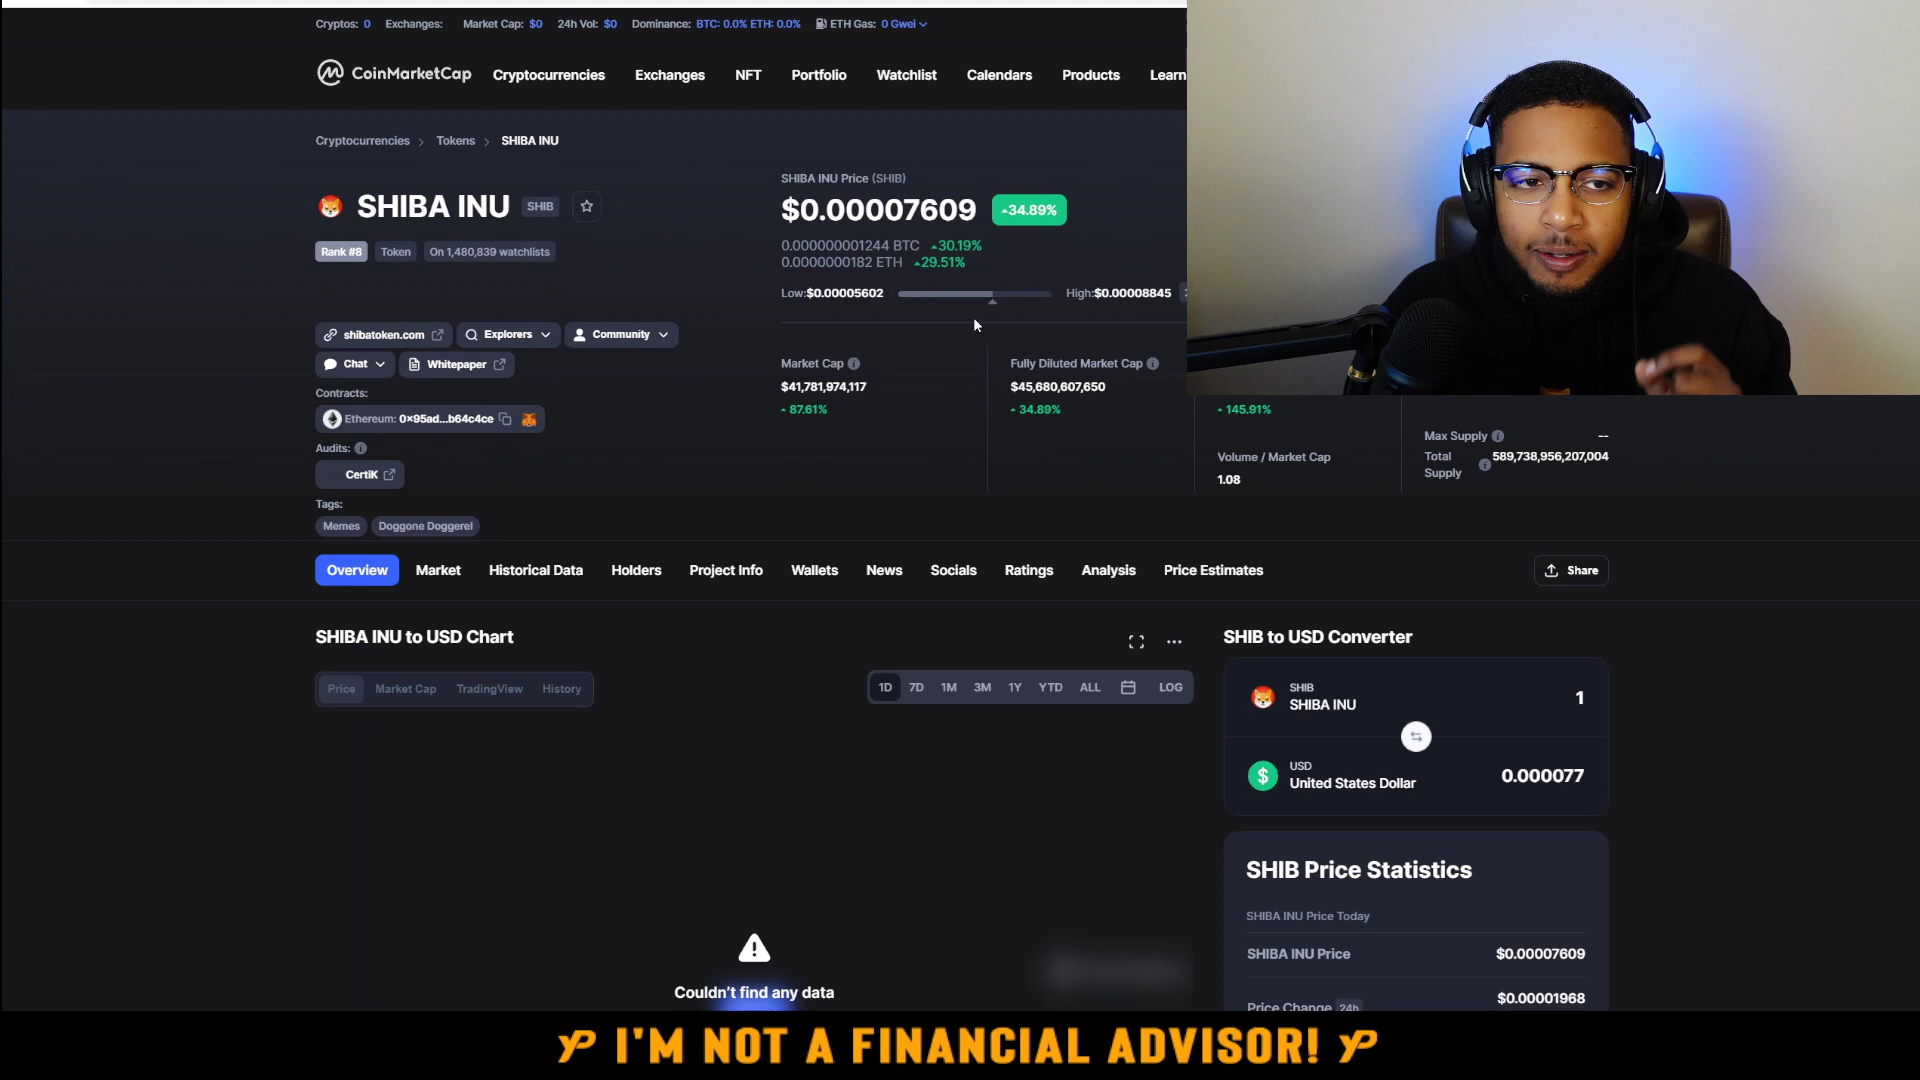 Cryptos: 0 Exchanges: Market Cap: $0 24h Vol: $0 Dominance: BTC: 0.0% ETH: 0.0% ETH Gas: 0 Gwei
CoinMarketCap Cryptocurrencies Exchanges NFT Portfolio Watchlist Calendars Products Learn
Cryptocurrencies > Tokens > SHIBA INU
SHIBA INU SHIB
Rank #8 Token On 1,480,839 watchlists
shibatoken.com Explorers Community
Chat Whitepaper
Contracts:
Ethereum: 0x95ad...b64c4ce
Audits:
CertiK
Tags:
Memes Doggone Doggerel
SHIBA INU Price (SHIB)
$0.00007609 34.89%
0.000000001244 BTC 30.19%
0.0000000182 ETH 29.51%
Low:$0.00005602 High:$0.00008845
Market Cap
$41,781,974,117
87.61%
Fully Diluted Market Cap
$45,680,607,650
34.89%
145.91%
Volume / Market Cap
1.08
Max Supply --
Total Supply 589,738,956,207,004
Overview Market Historical Data Holders Project Info Wallets News Socials Ratings Analysis Price Estimates Share
SHIBA INU to USD Chart
Price Market Cap TradingView History
1D 7D 1M 3M 1Y YTD ALL LOG
Couldn't find any data
SHIB to USD Converter
SHIB
SHIBA INU 1
USD
United States Dollar 0.000077
SHIB Price Statistics
SHIBA INU Price Today
SHIBA INU Price $0.00007609
Price Change 24h $0.00001968
I'M NOT A FINANCIAL ADVISOR!